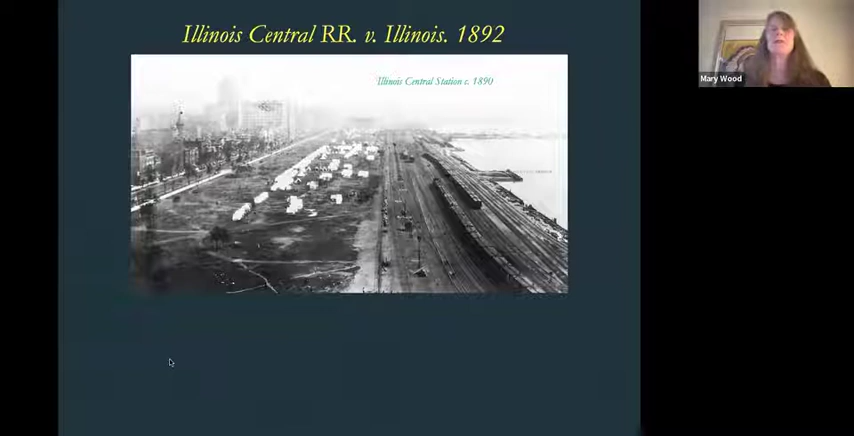 Illinois Central RR. v. Illinois. 1892
Illinois Central Station c. 1890
Mary Wood